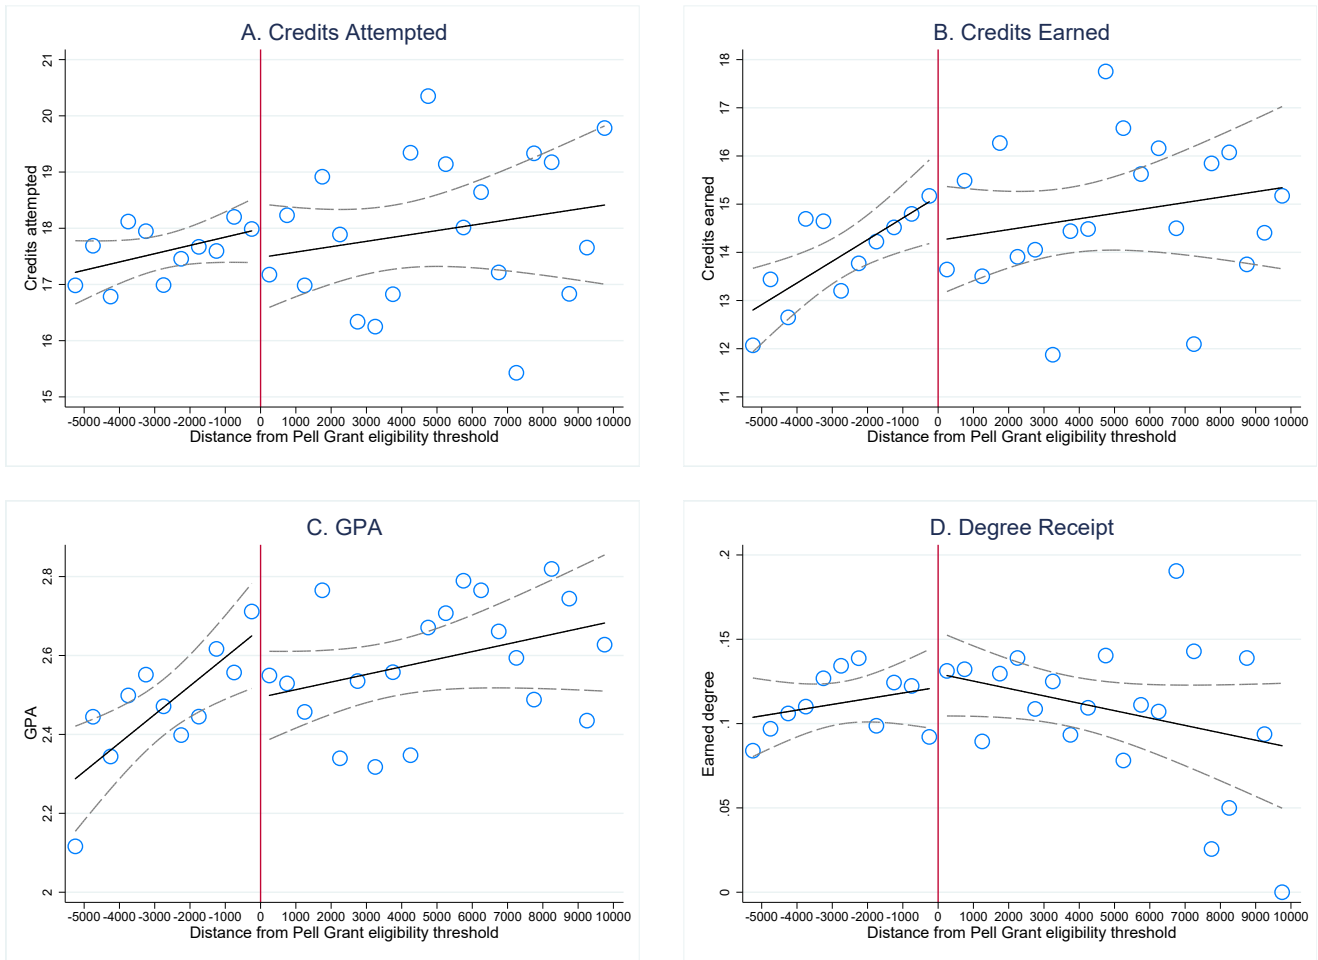 A. Credits Attempted
Credits attempted
21
20
19
18
17
16
15
-5000 -4000 -3000 -2000 -1000 0 1000 2000 3000 4000 5000 6000 7000 8000 9000 10000
Distance from Pell Grant eligibility threshold
B. Credits Earned
Credits earned
18
17
16
15
14
13
12
11
-5000 -4000 -3000 -2000 -1000 0 1000 2000 3000 4000 5000 6000 7000 8000 9000 10000
Distance from Pell Grant eligibility threshold
C. GPA
GPA
2.8
2.6
2.4
2.2
2
-5000 -4000 -3000 -2000 -1000 0 1000 2000 3000 4000 5000 6000 7000 8000 9000 10000
Distance from Pell Grant eligibility threshold
D. Degree Receipt
Earned degree
.2
.15
.1
.05
0
-5000 -4000 -3000 -2000 -1000 0 1000 2000 3000 4000 5000 6000 7000 8000 9000 10000
Distance from Pell Grant eligibility threshold